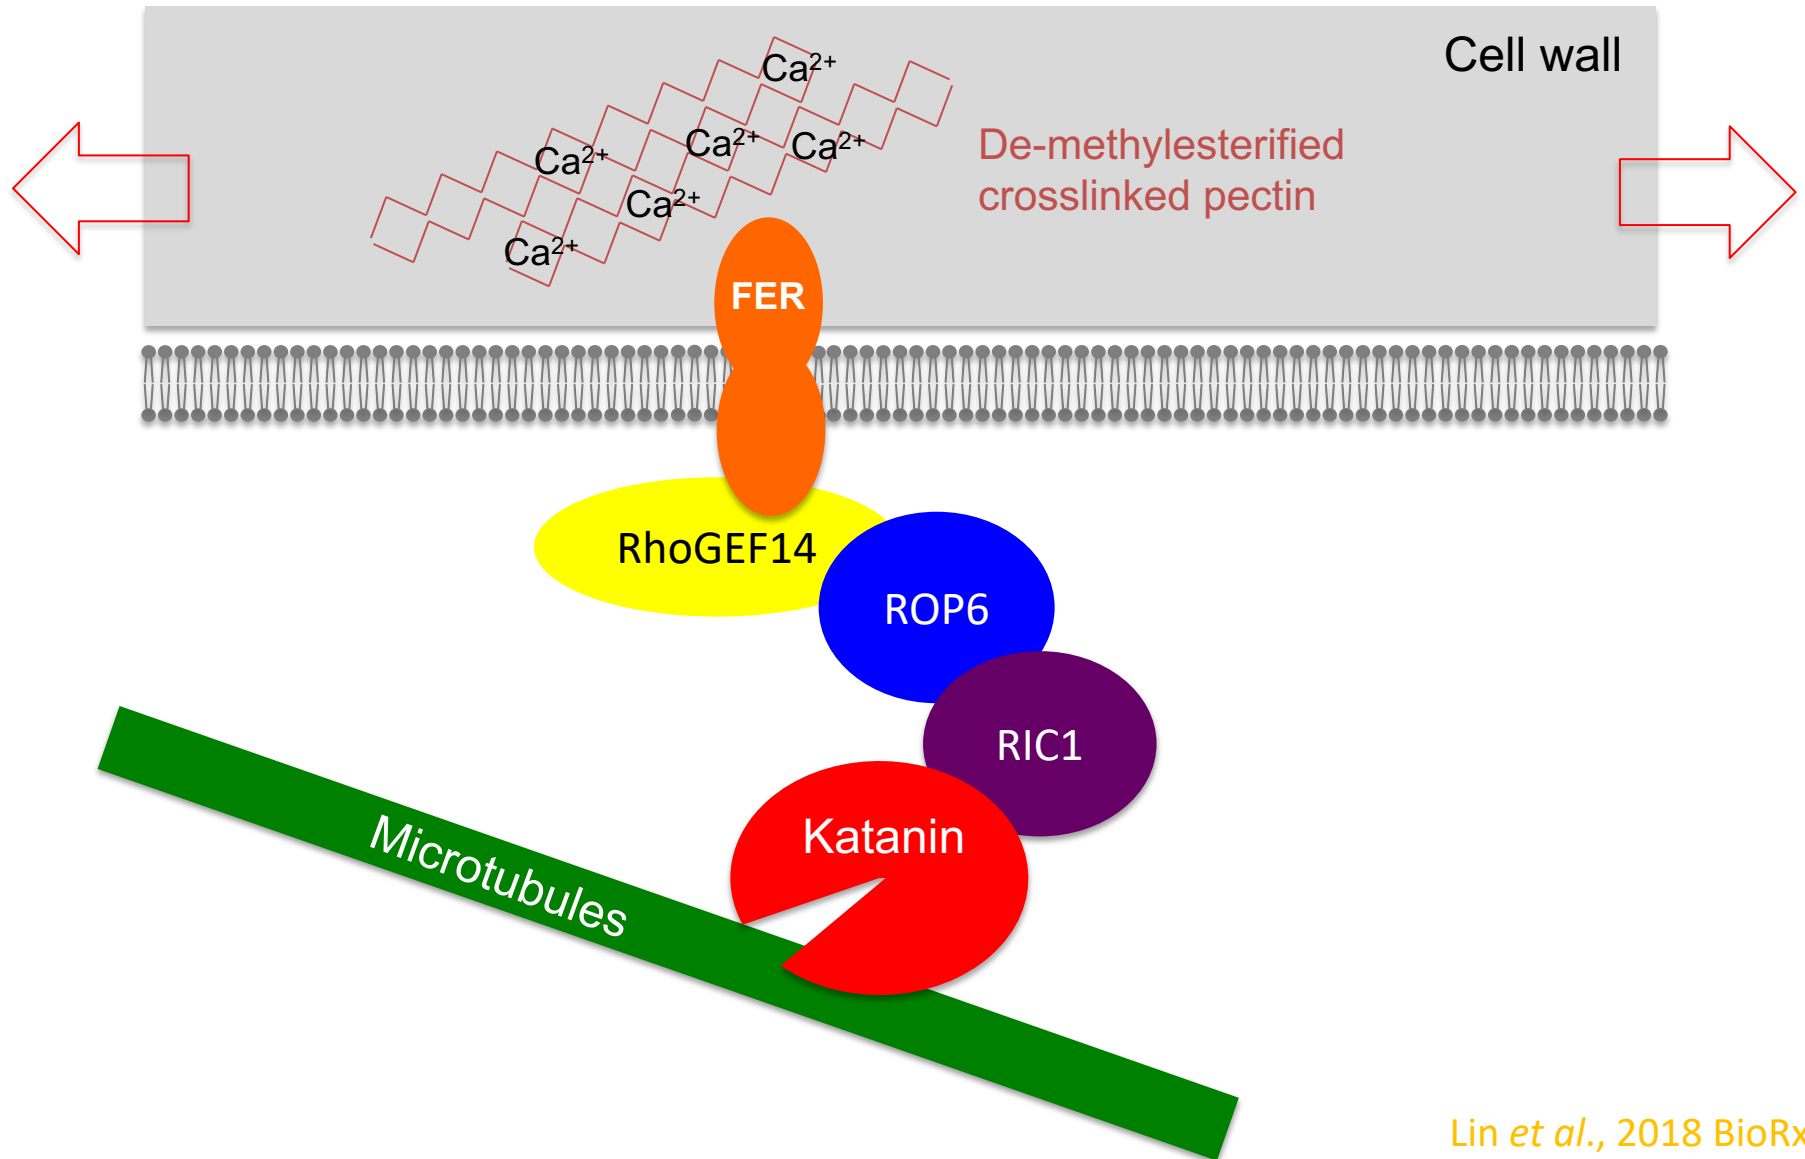 Cell wall
Ca²⁺
Ca²⁺
Ca²⁺
Ca²⁺
Ca²⁺
Ca²⁺
De-methylesterified
crosslinked pectin
FER
RhoGEF14
ROP6
RIC1
Katanin
Microtubules
Lin et al., 2018 BioRx